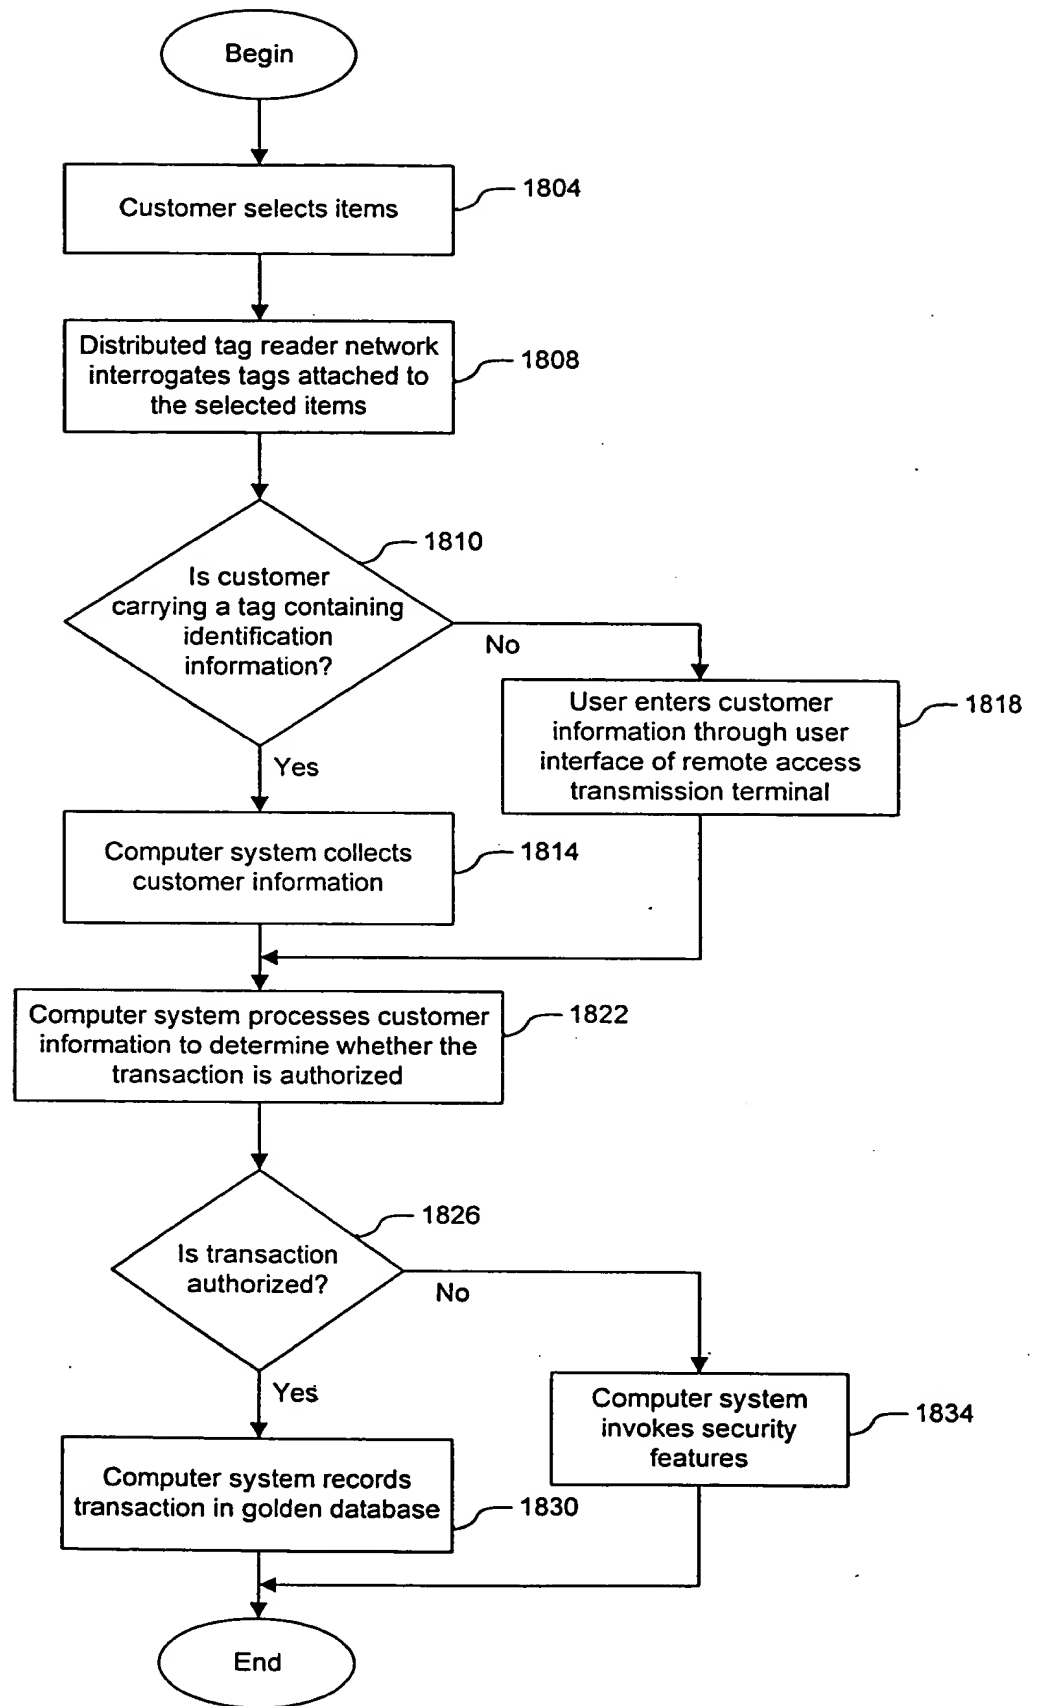 Begin
Customer selects items
1804
Distributed tag reader network
interrogates tags attached to
the selected items
1808
1810
Is customer
carrying a tag containing
identification
information?
No
Yes
User enters customer
information through user
interface of remote access
transmission terminal
1818
Computer system collects
customer information
1814
Computer system processes customer
information to determine whether the
transaction is authorized
1822
1826
Is transaction
authorized?
No
Yes
Computer system
invokes security
features
1834
Computer system records
transaction in golden database
1830
End